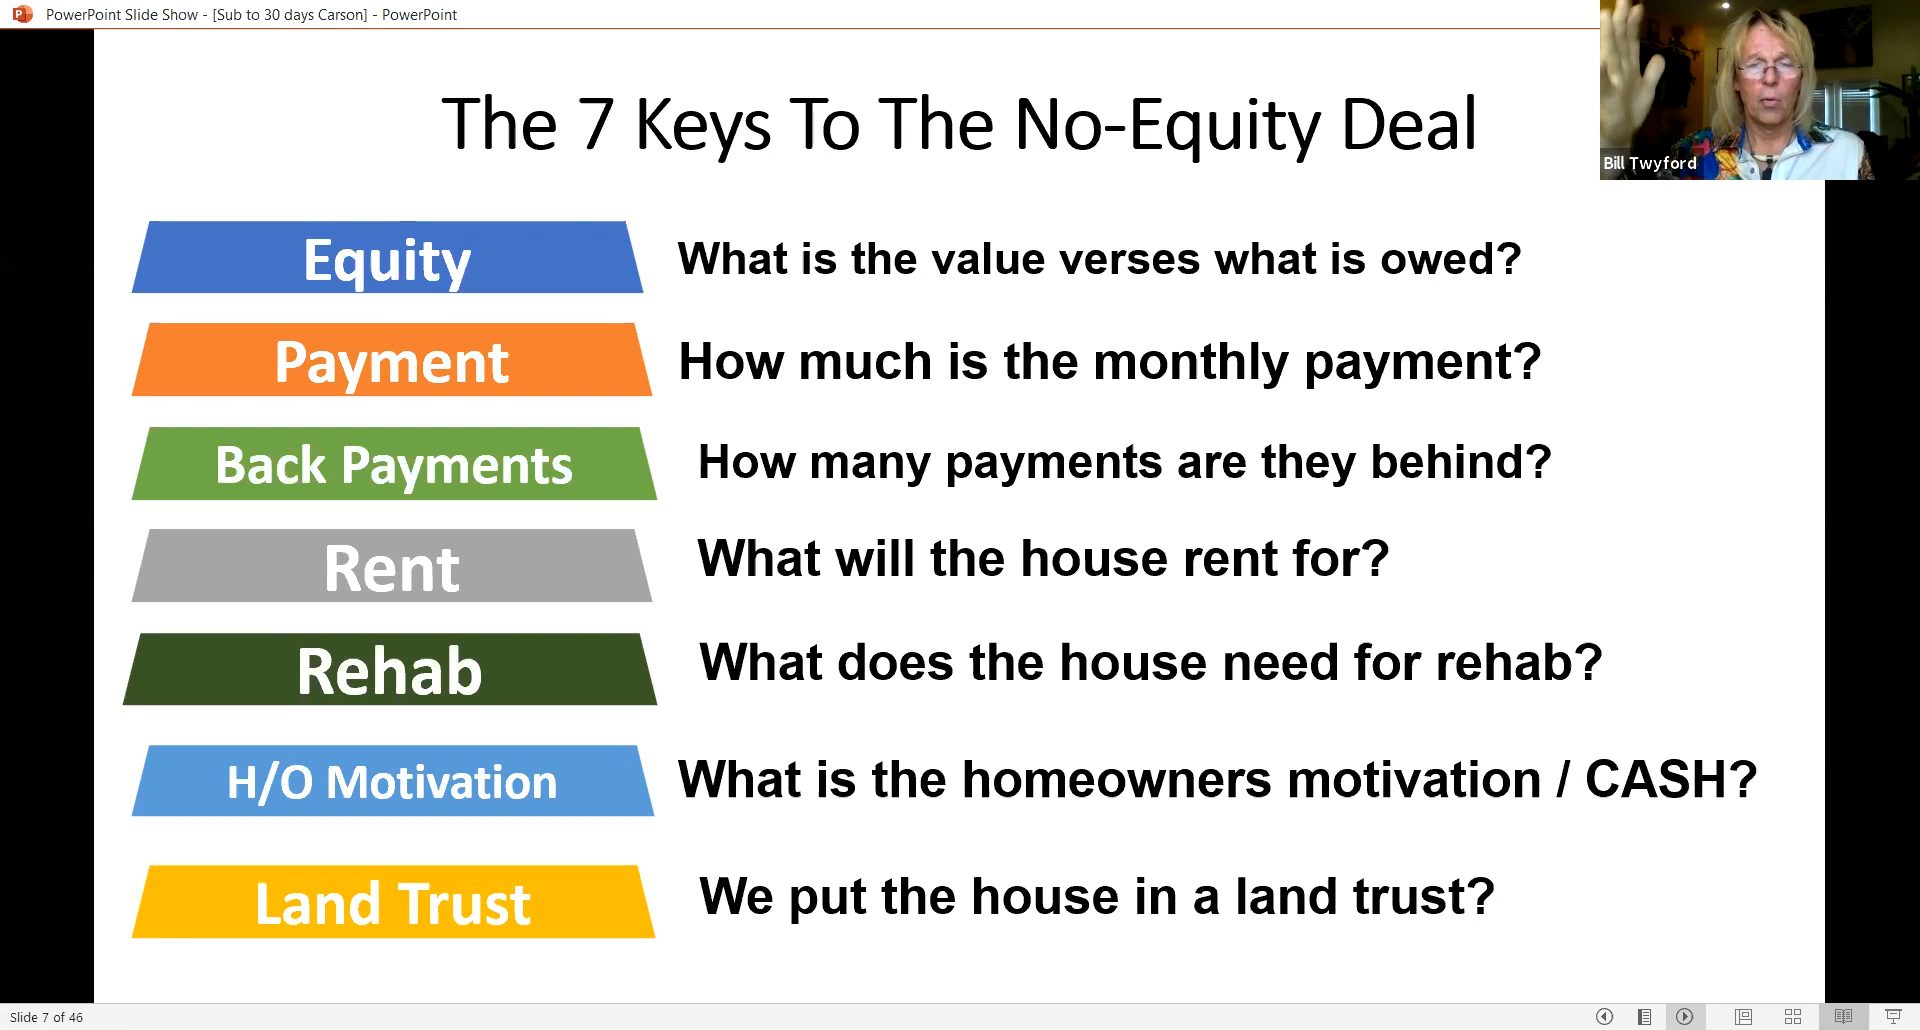 PowerPoint Slide Show - [Sub to 30 days Carson] - PowerPoint
The 7 Keys To The No-Equity Deal
Bill Twyford
Equity What is the value verses what is owed?
Payment How much is the monthly payment?
Back Payments How many payments are they behind?
Rent What will the house rent for?
Rehab What does the house need for rehab?
H/O Motivation What is the homeowners motivation / CASH?
Land Trust We put the house in a land trust?
Slide 7 of 46